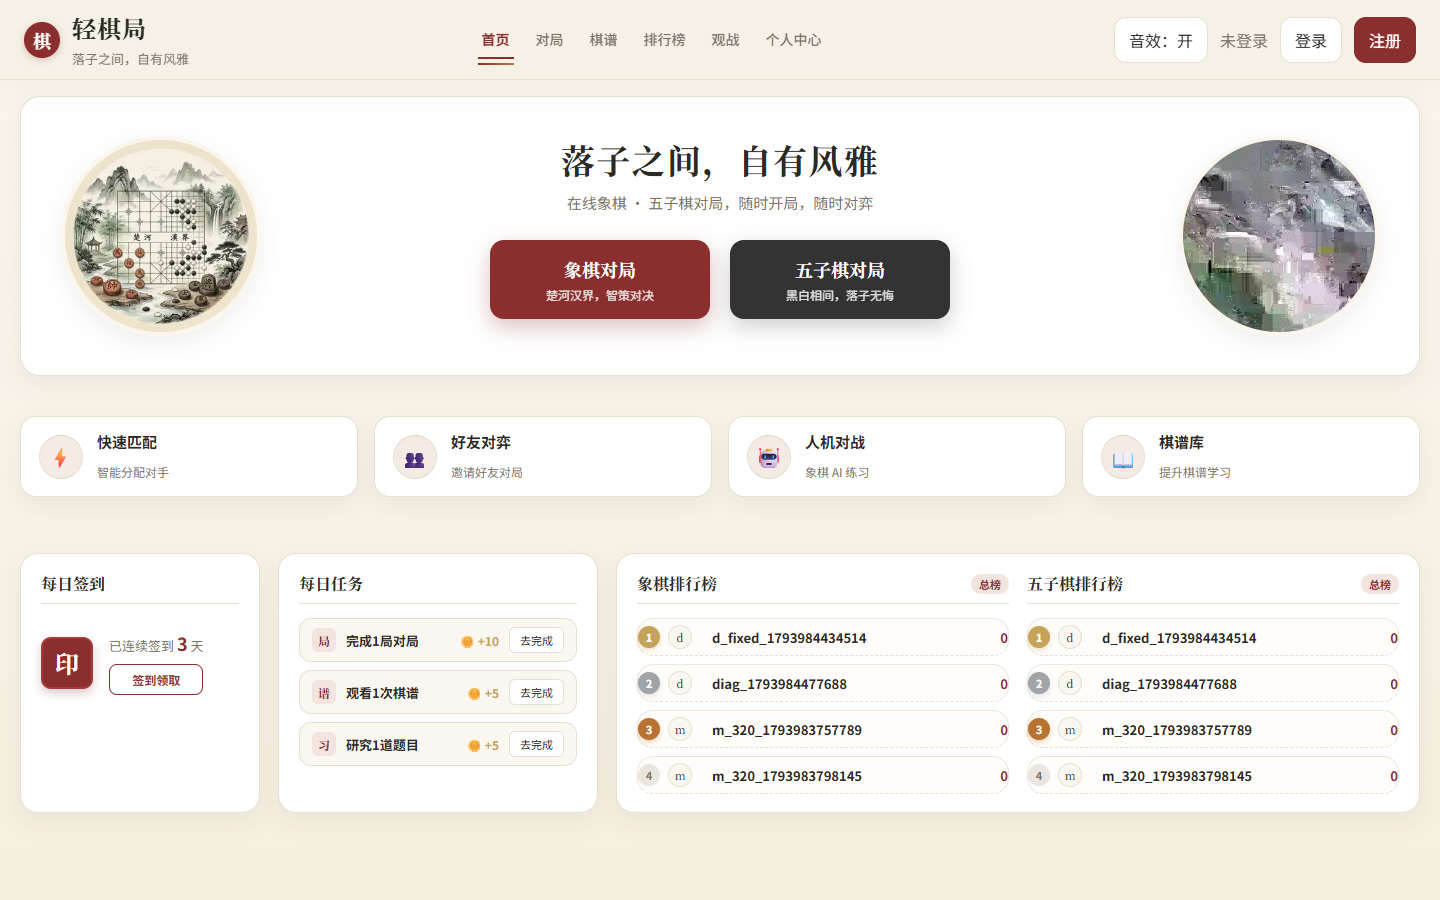 棋
轻棋局
落子之间，自有风雅
首页
对局
棋谱
排行榜
观战
个人中心
音效：开
未登录
登录
注册
楚河 漢界
落子之间，自有风雅
在线象棋 · 五子棋对局，随时开局，随时对弈
象棋对局
楚河汉界，智策对决
五子棋对局
黑白相间，落子无悔
快速匹配
智能分配对手
好友对弈
邀请好友对局
人机对战
象棋 AI 练习
棋谱库
提升棋谱学习
每日签到
印
已连续签到 3 天
签到领取
每日任务
局 完成1局对局 +10 去完成
谱 观看1次棋谱 +5 去完成
习 研究1道题目 +5 去完成
象棋排行榜 总榜
1 d d_fixed_1793984434514 0
2 d diag_1793984477688 0
3 m m_320_1793983757789 0
4 m m_320_1793983798145 0
五子棋排行榜 总榜
1 d d_fixed_1793984434514 0
2 d diag_1793984477688 0
3 m m_320_1793983757789 0
4 m m_320_1793983798145 0